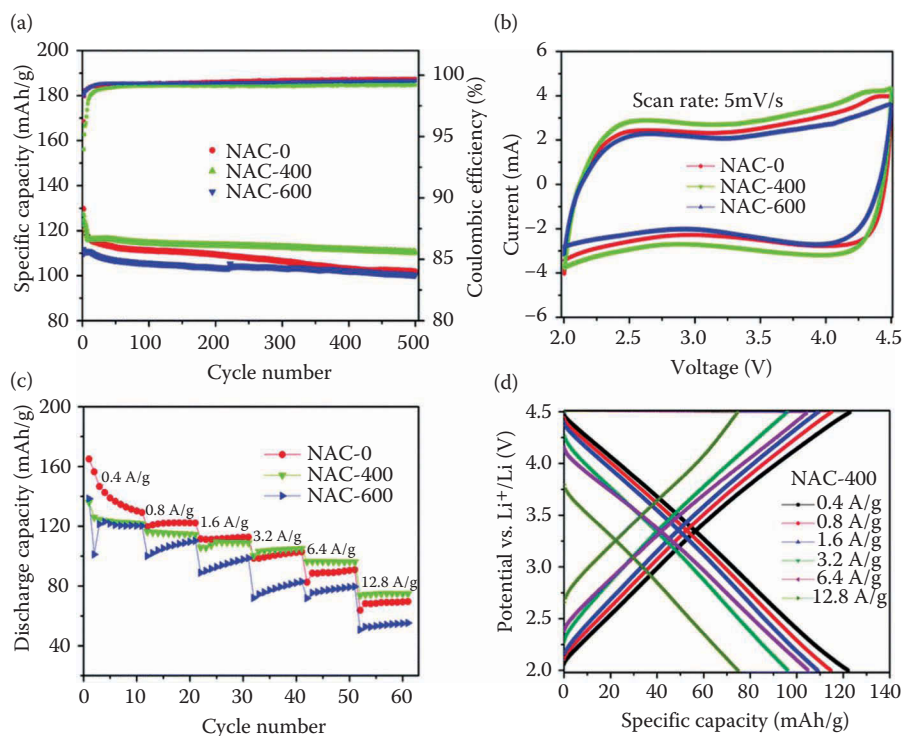 (a)
200
180
160
140
120
100
80
Specific capacity (mAh/g)
100
95
90
85
80
Coulombic efficiency (%)
NAC-0
NAC-400
NAC-600
0
100
200
300
400
500
Cycle number
(b)
6
4
2
0
−2
−4
−6
Current (mA)
Scan rate: 5mV/s
NAC-0
NAC-400
NAC-600
2.0
2.5
3.0
3.5
4.0
4.5
Voltage (V)
(c)
200
160
120
80
40
Discharge capacity (mAh/g)
NAC-0
NAC-400
NAC-600
0.4 A/g
0.8 A/g
1.6 A/g
3.2 A/g
6.4 A/g
12.8 A/g
0
10
20
30
40
50
60
Cycle number
(d)
4.5
4.0
3.5
3.0
2.5
2.0
Potential vs. Li⁺/Li (V)
NAC-400
0.4 A/g
0.8 A/g
1.6 A/g
3.2 A/g
6.4 A/g
12.8 A/g
0
20
40
60
80
100
120
140
Specific capacity (mAh/g)